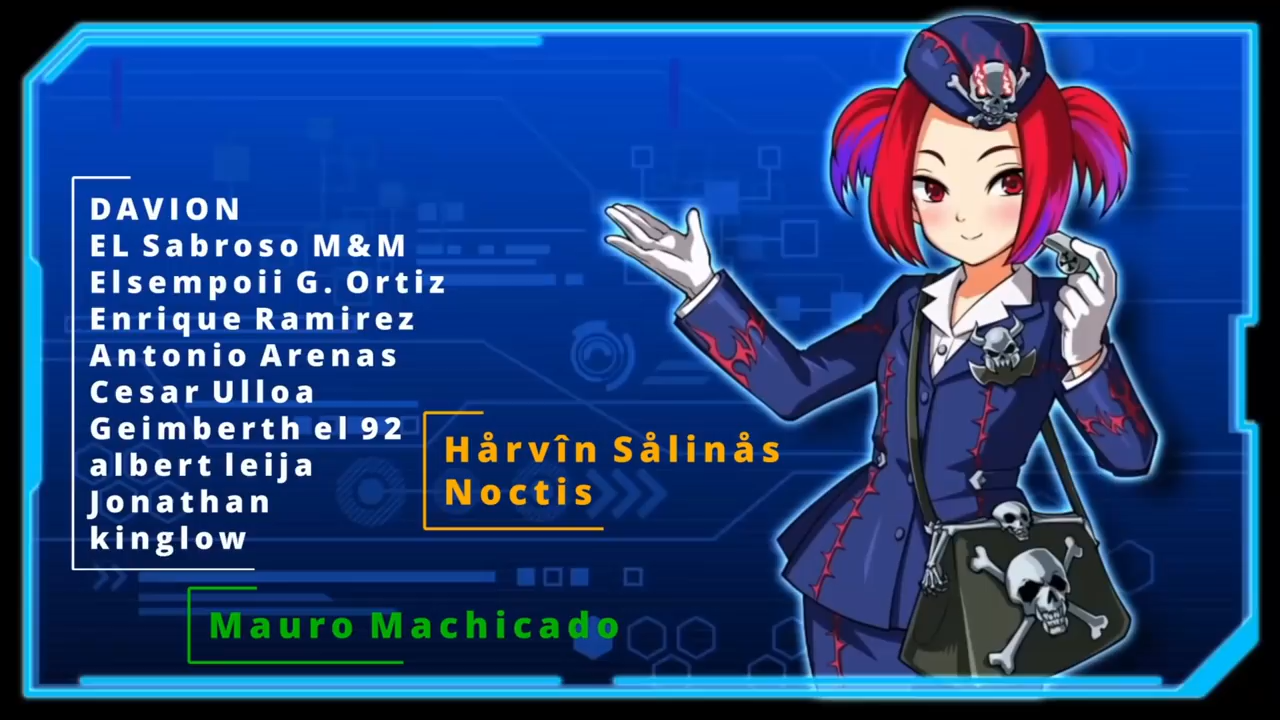 DAVION
EL Sabroso M&M
Elsempoii G. Ortiz
Enrique Ramirez
Antonio Arenas
Cesar Ulloa
Geimberth el 92
albert leija
Jonathan
kinglow
Hårvîn Sålinås
Noctis
Mauro Machicado